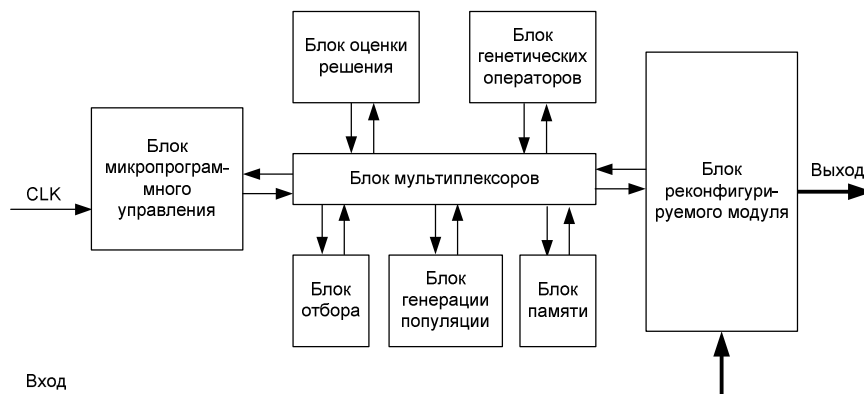 Блок оценки
решения
Блок
генетических
операторов
Блок
микропрограм-
много
управления
CLK
Блок мультиплексоров
Блок
реконфигури-
руемого модуля
Выход
Блок
отбора
Блок
генерации
популяции
Блок
памяти
Вход